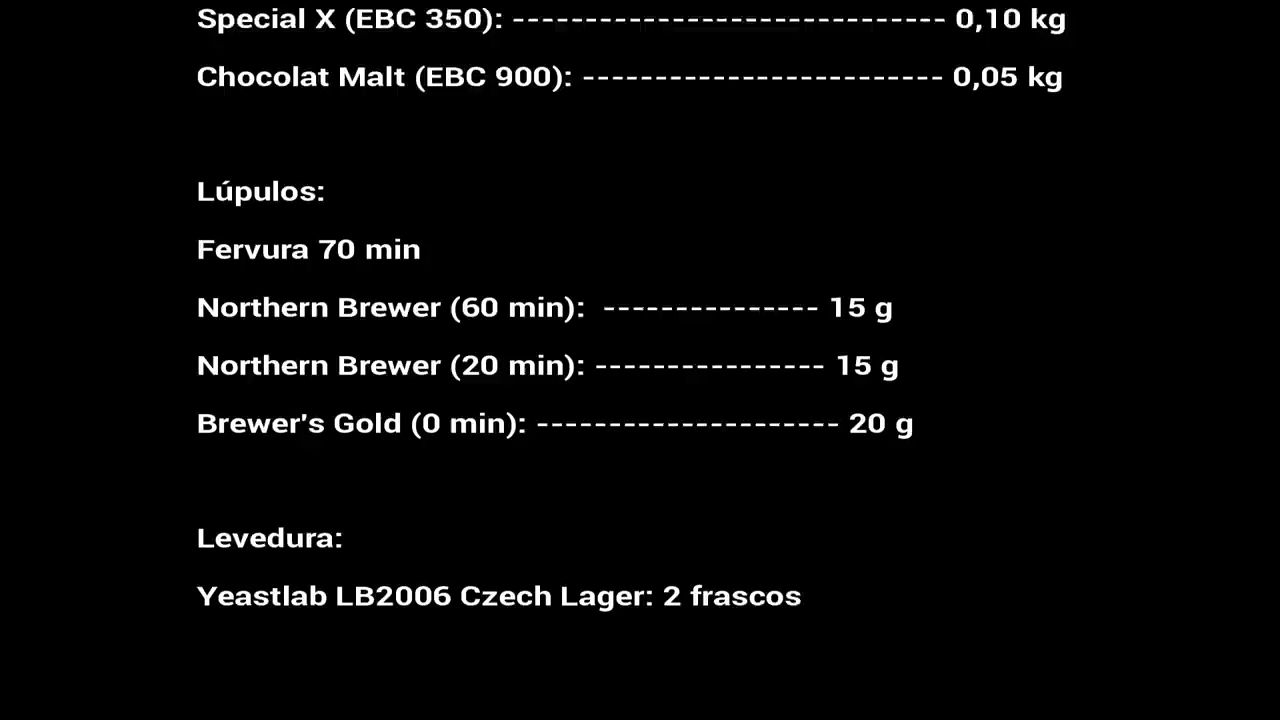 Special X (EBC 350): ------------------------------ 0,10 kg
Chocolat Malt (EBC 900): ------------------------- 0,05 kg
Lúpulos:
Fervura 70 min
Northern Brewer (60 min):  --------------- 15 g
Northern Brewer (20 min): ---------------- 15 g
Brewer's Gold (0 min): --------------------- 20 g
Levedura:
Yeastlab LB2006 Czech Lager: 2 frascos